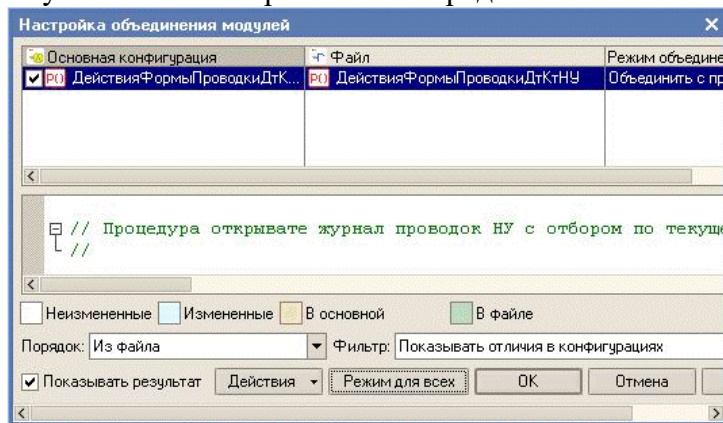 Настройка объединения модулей
Основная конфигурация Файл Режим объедине
ДействияФормыПроводкиДтК... ДействияФормыПроводкиДтКтНУ Объединить с пр
// Процедура открывате журнал проводок НУ с отбором по текуще
//
Неизмененные Измененные В основной В файле
Порядок: Из файла Фильтр: Показывать отличия в конфигурациях
Показывать результат Действия Режим для всех OK Отмена